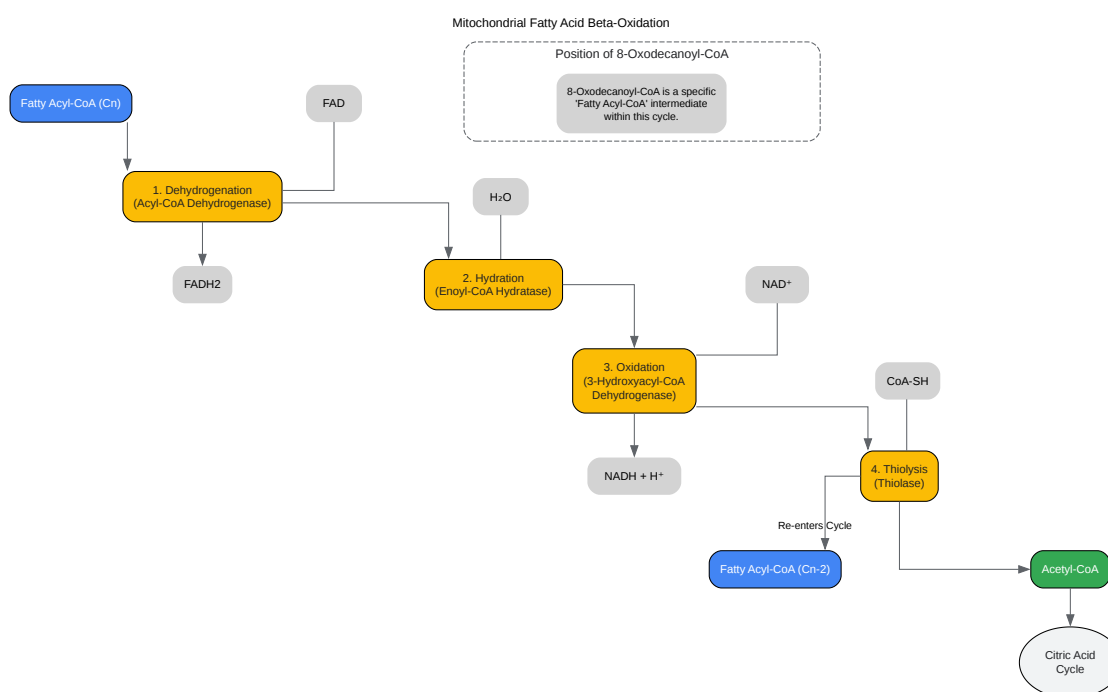 Mitochondrial Fatty Acid Beta-Oxidation
Position of 8-Oxodecanoyl-CoA
8-Oxodecanoyl-CoA is a specific
'Fatty Acyl-CoA' intermediate
within this cycle.
Fatty Acyl-CoA (Cn)
FAD
1. Dehydrogenation
(Acyl-CoA Dehydrogenase)
H₂O
FADH2
2. Hydration
(Enoyl-CoA Hydratase)
NAD⁺
3. Oxidation
(3-Hydroxyacyl-CoA
Dehydrogenase)
CoA-SH
NADH + H⁺
4. Thiolysis
(Thiolase)
Re-enters Cycle
Fatty Acyl-CoA (Cn-2)
Acetyl-CoA
Citric Acid
Cycle